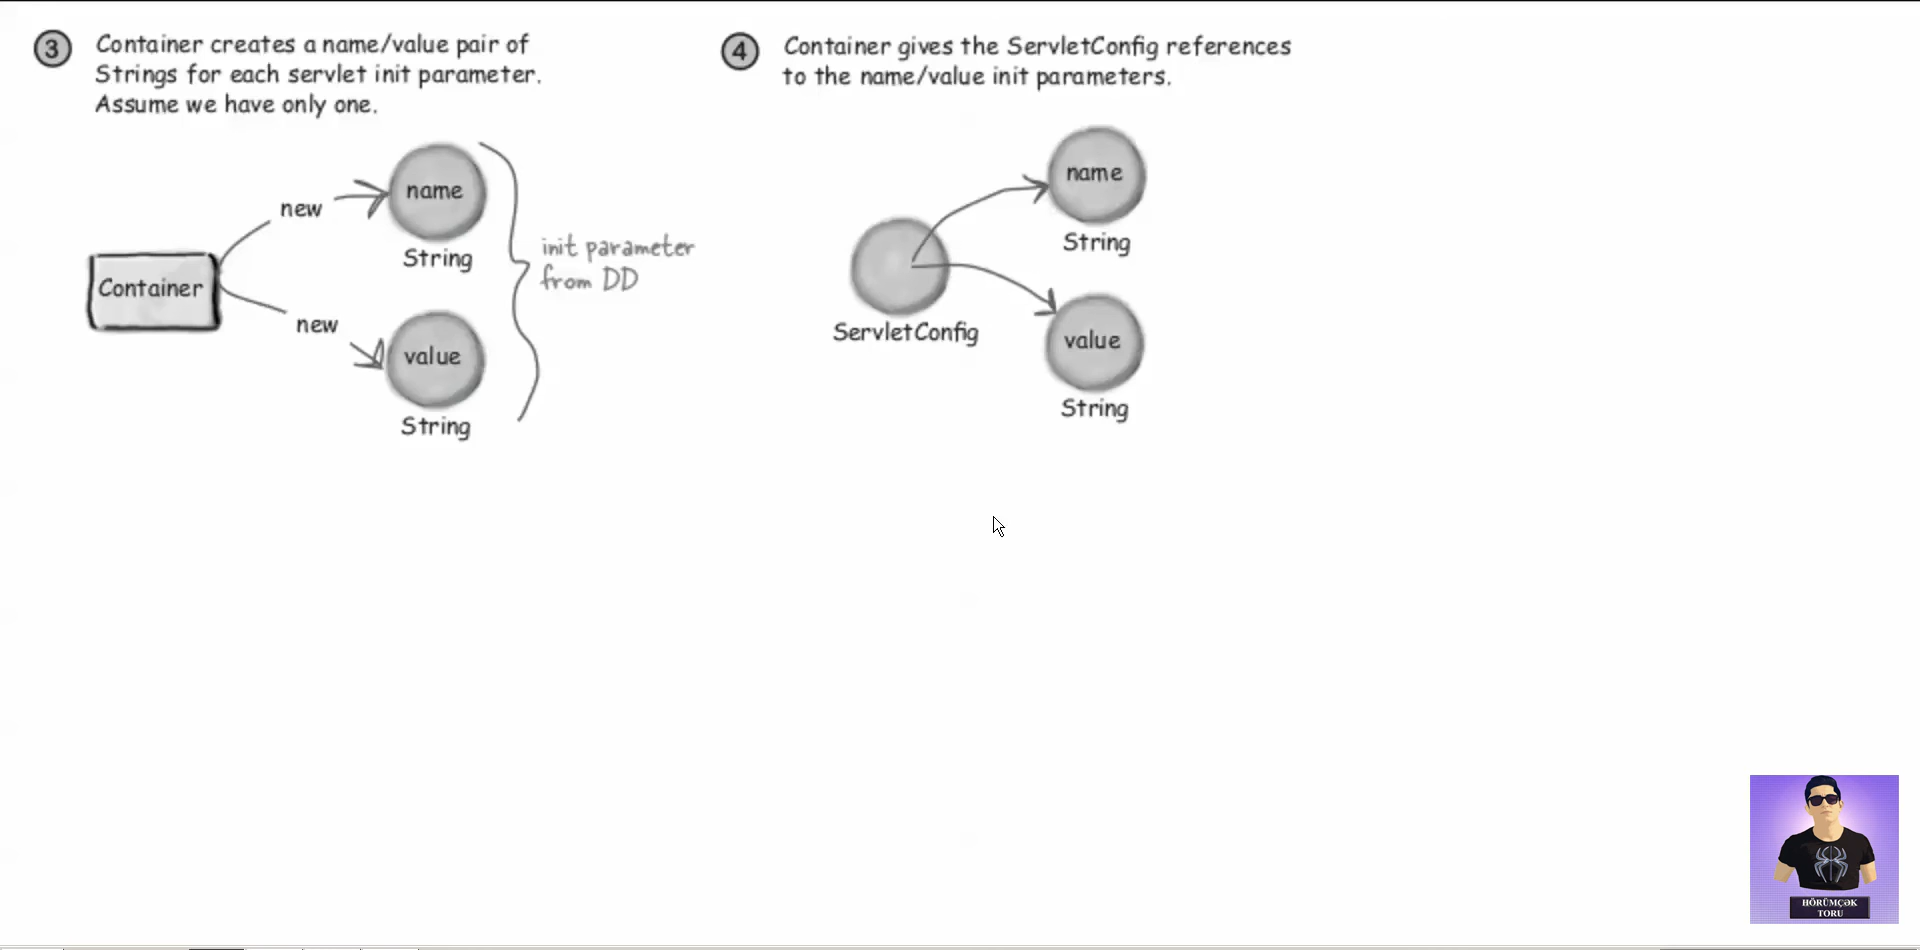 3
Container creates a name/value pair of
Strings for each servlet init parameter.
Assume we have only one.
new
name
String
Container
init parameter
from DD
new
value
String
4
Container gives the ServletConfig references
to the name/value init parameters.
name
String
ServletConfig
value
String
HÖRÜMÇƏK
TORU